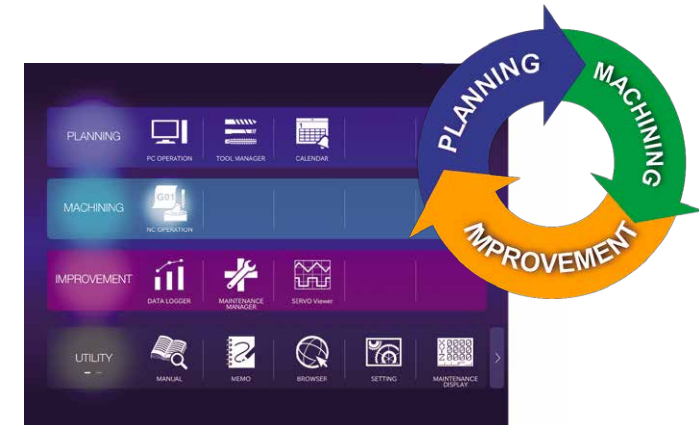 PLANNING
PC OPERATION
TOOL MANAGER
CALENDAR
MACHINING
G01
NC OPERATION
IMPROVEMENT
DATA LOGGER
MAINTENANCE
MANAGER
SERVO Viewer
UTILITY
MANUAL
MEMO
BROWSER
SETTING
MAINTENANCE
DISPLAY
PLANNING
MACHINING
IMPROVEMENT